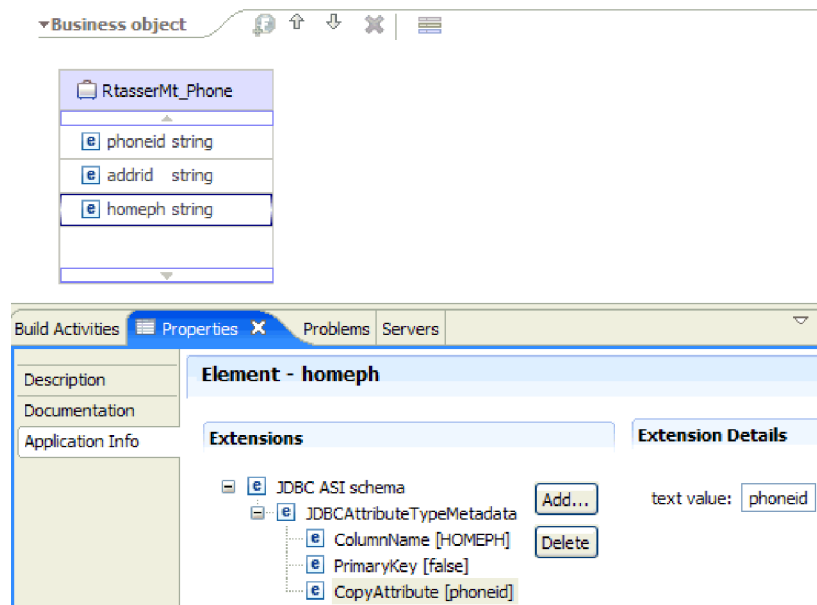 Business object
RtasserMt_Phone
e phoneid string
e addrid string
e homeph string
Build Activities Properties Problems Servers
Description
Documentation
Application Info
Element - homeph
Extensions
Extension Details
e JDBC ASI schema
Add...
text value: phoneid
e JDBCAttributeTypeMetadata
e ColumnName [HOMEPH]
Delete
e PrimaryKey [false]
e CopyAttribute [phoneid]